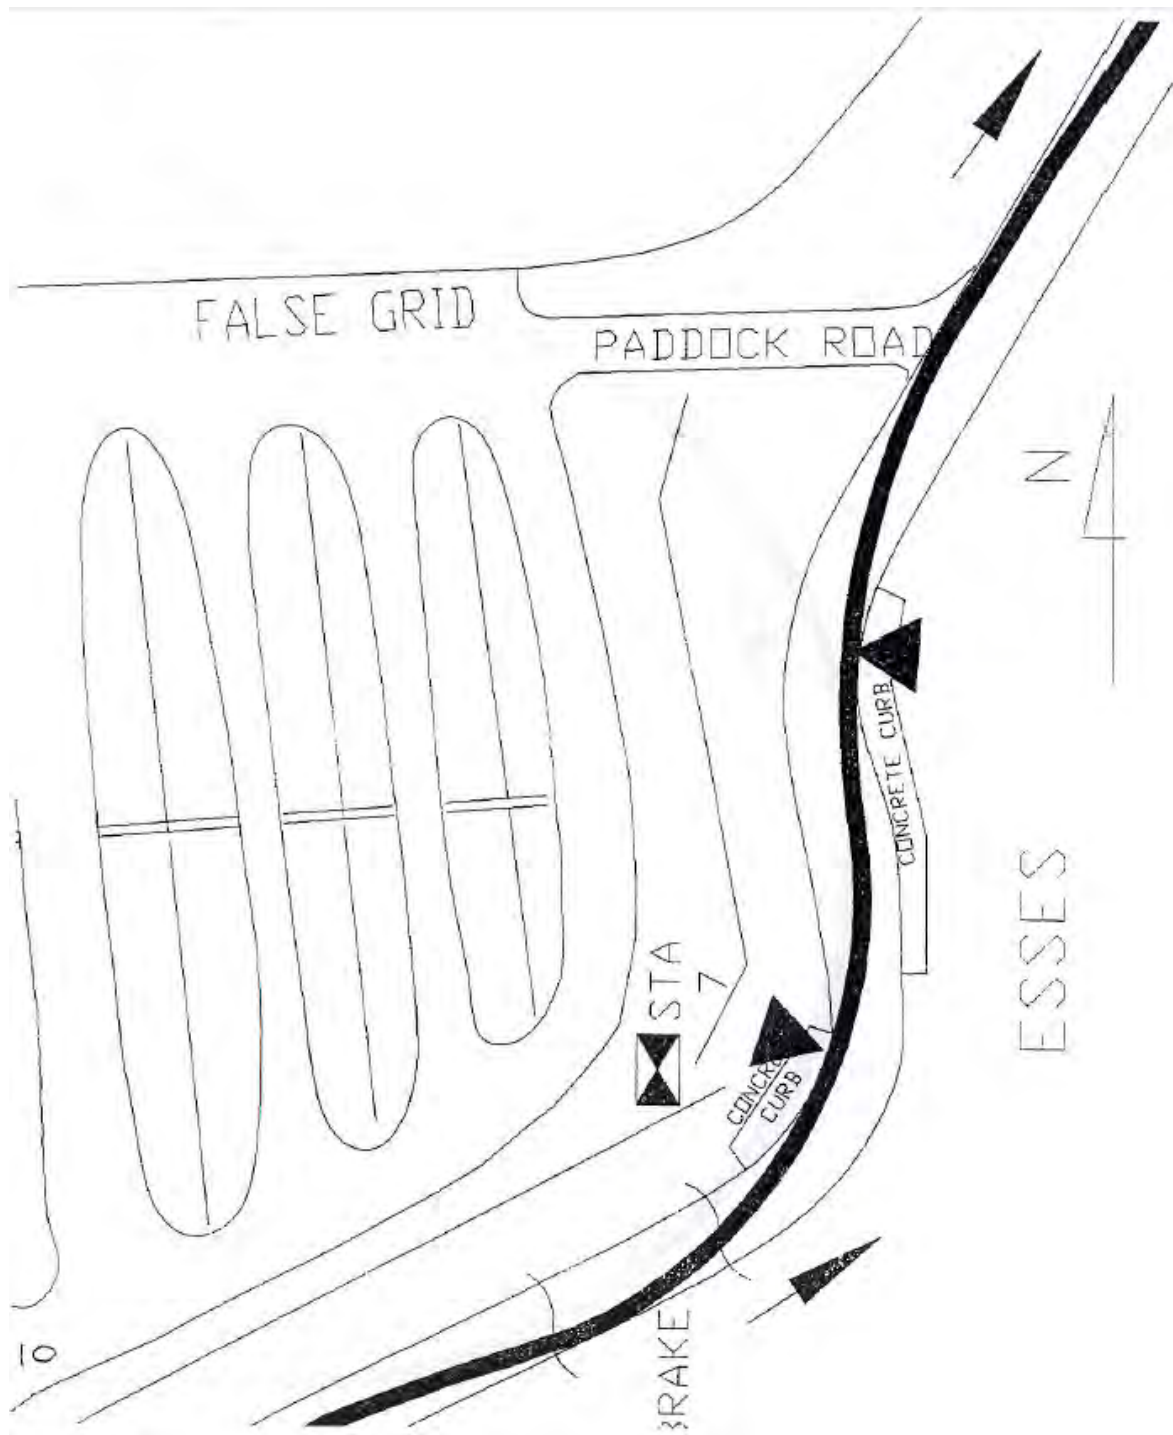 FALSE GRID
PADDOCK ROAD
N
CONCRETE CURB
ESSES
STA
7
CURB